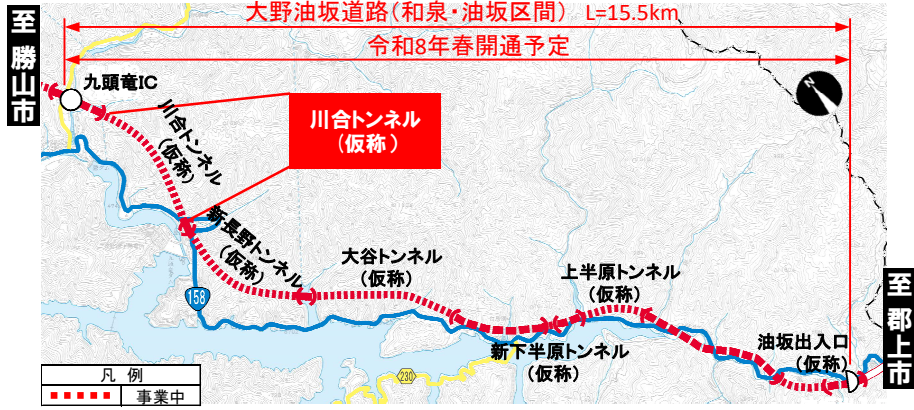 大野油坂道路(和泉・油坂区間) L=15.5km
令和8年春開通予定
至 勝山市
九頭竜IC
川合トンネル
(仮称)
川合トンネル
(仮称)
新長野トンネル
(仮称)
大谷トンネル
(仮称)
上半原トンネル
(仮称)
158
新下半原トンネル
(仮称)
油坂出入口
(仮称)
至 郡上市
230
凡 例
事業中